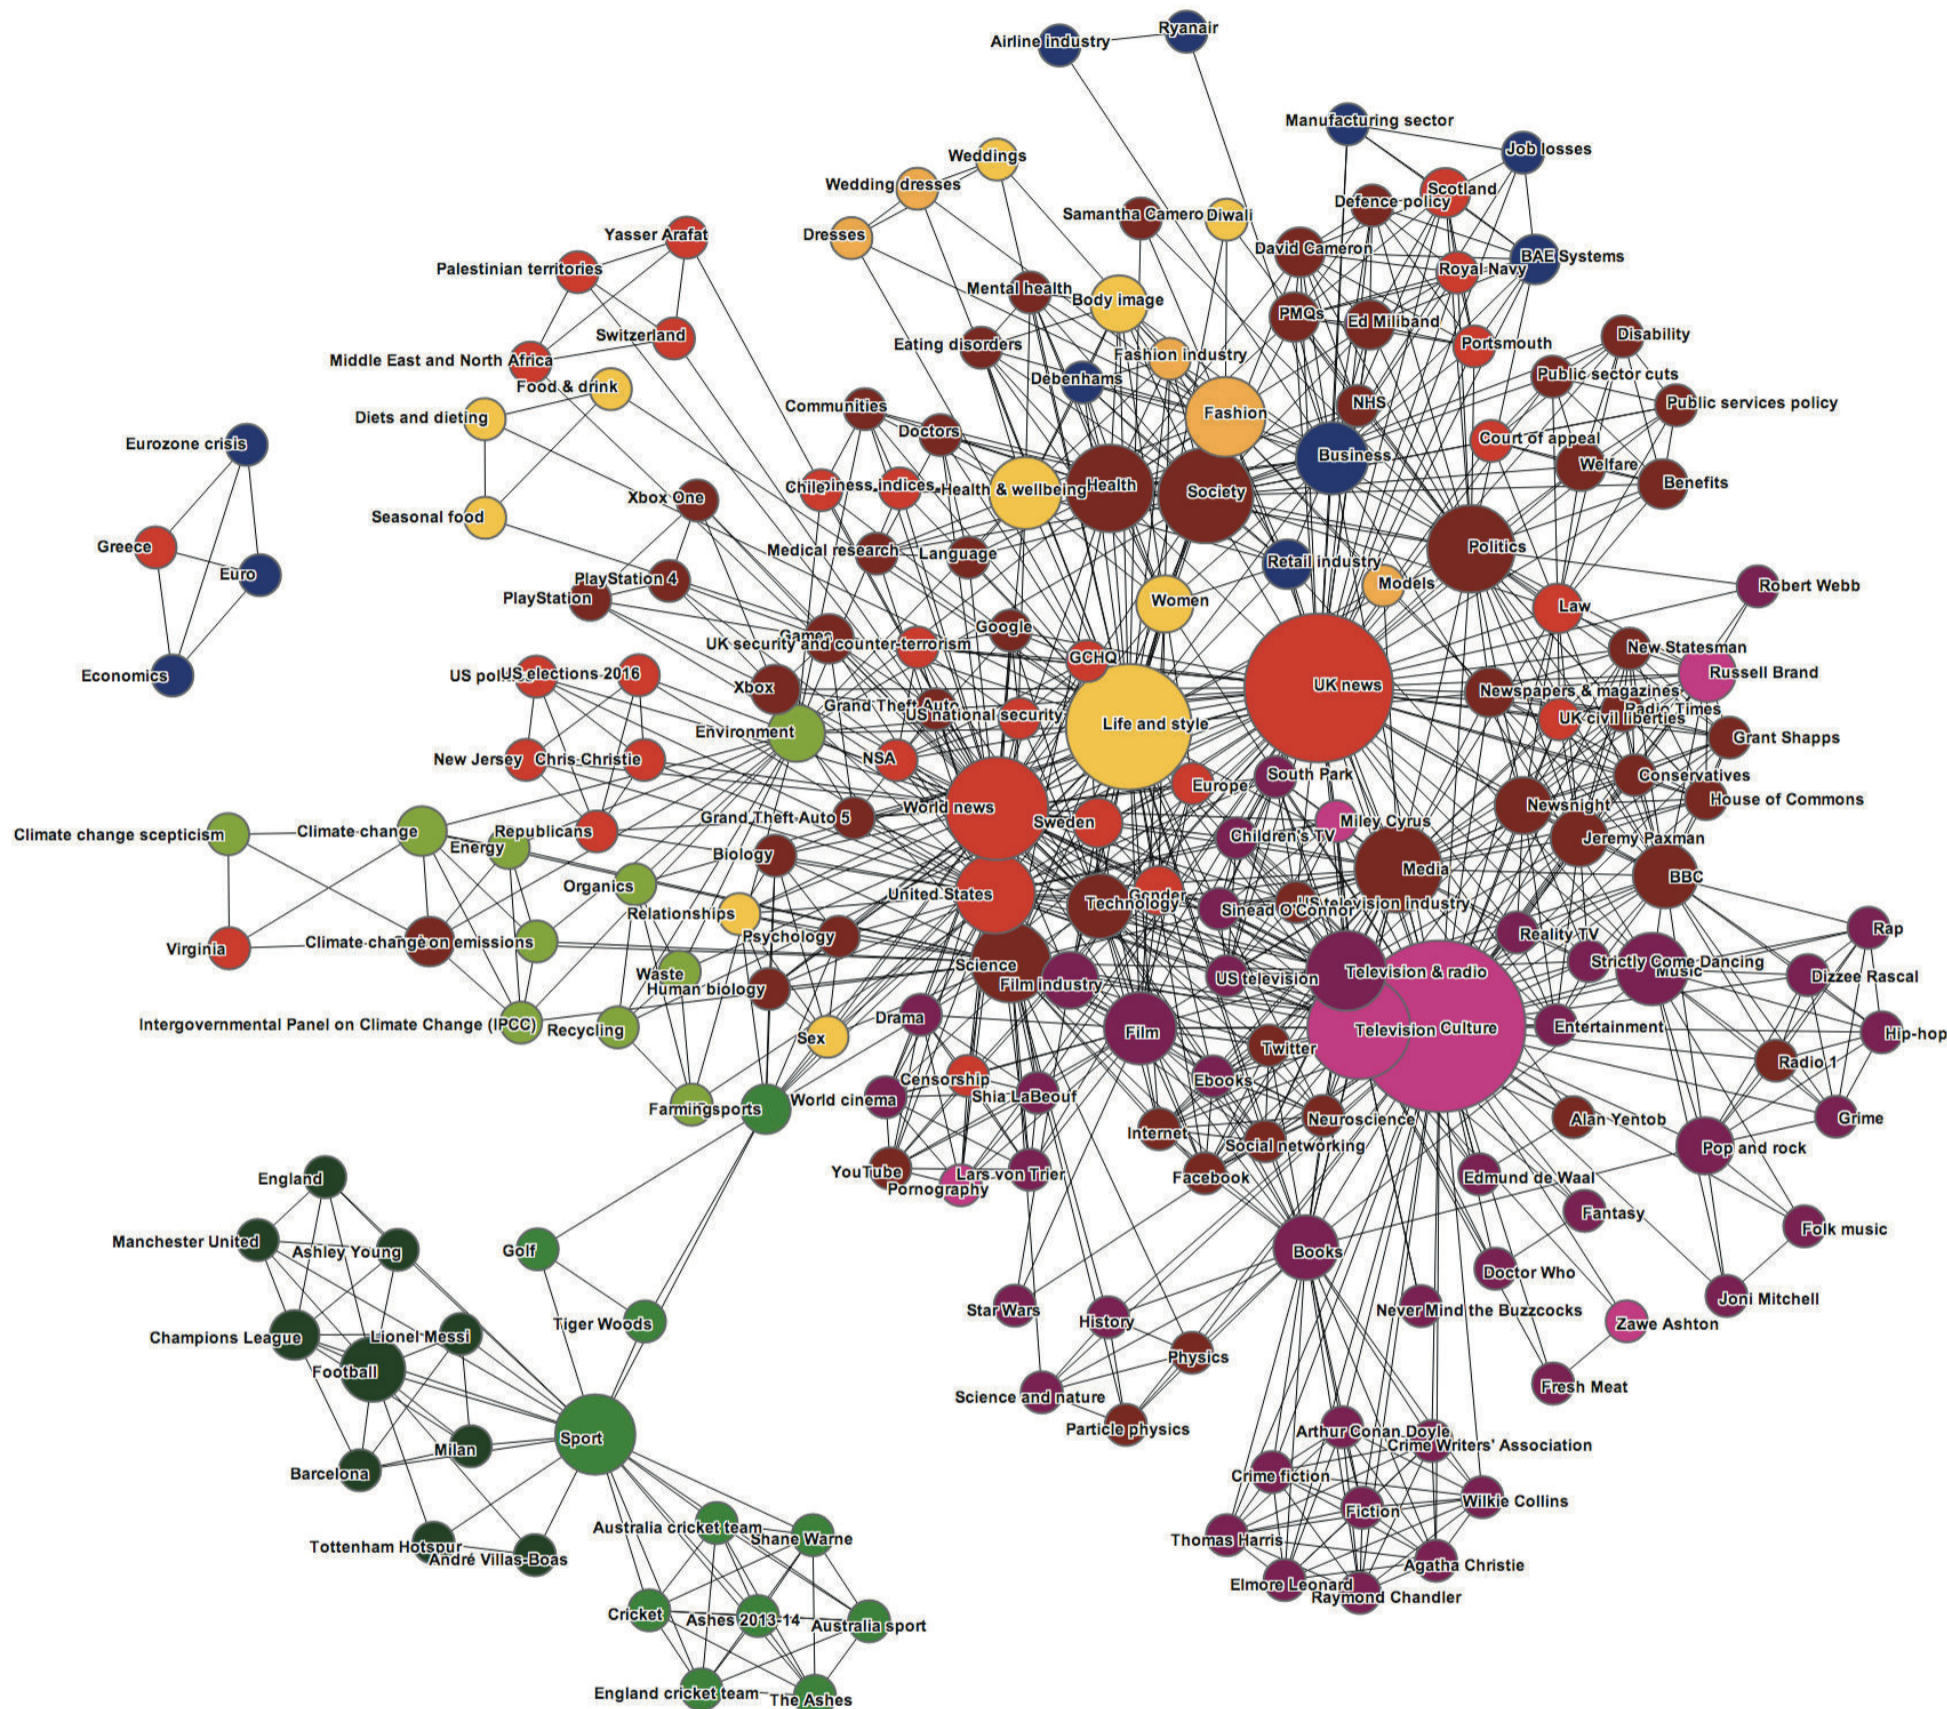 Ryanair
Airline industry
Manufacturing sector
Job losses
Weddings
Wedding dresses
Scotland
Defence policy
Samantha Camero
Diwali
Dresses
Yasser Arafat
David Cameron
BAE Systems
Palestinian territories
Royal Navy
Mental health
Body image
PMQs
Ed Miliband
Switzerland
Disability
Eating disorders
Portsmouth
Fashion industry
Middle East and North Africa
Public sector cuts
Debenhams
Food & drink
NHS
Public services policy
Communities
Fashion
Diets and dieting
Doctors
Court of appeal
Eurozone crisis
Business
Welfare
Benefits
Health
Chile
iness indices
Health & wellbeing
Society
Xbox One
Seasonal food
Greece
Politics
Medical research
Language
Retail industry
Euro
PlayStation 4
Models
Robert Webb
PlayStation
Women
Law
Google
Games
UK security and counter-terrorism
New Statesman
GCHQ
Economics
US pol
US elections 2016
Russell Brand
Xbox
UK news
Newspapers & magazines
Grand Theft Auto
Radio Times
US national security
UK civil liberties
Life and style
Environment
Grant Shapps
New Jersey
Chris Christie
NSA
South Park
Conservatives
Europe
House of Commons
World news
Newsnight
Grand Theft Auto 5
Sweden
Miley Cyrus
Climate change scepticism
Climate change
Republicans
Children's TV
Jeremy Paxman
Energy
Biology
Media
BBC
Organics
United States
Gender
Technology
US television industry
Sinead O'Connor
Relationships
Rap
Psychology
Reality TV
Virginia
Climate change
on emissions
Strictly Come Dancing
Science
Music
Waste
Television & radio
Dizzee Rascal
US television
Film industry
Human biology
Drama
Intergovernmental Panel on Climate Change (IPCC)
Recycling
Film
Television
Culture
Entertainment
Hip-hop
Sex
Twitter
Radio 1
Censorship
Ebooks
World cinema
Shia LaBeouf
Farming
sports
Neuroscience
Alan Yentob
Grime
Internet
Social networking
Pop and rock
YouTube
Lars von Trier
England
Facebook
Edmund de Waal
Pornography
Fantasy
Folk music
Manchester United
Ashley Young
Golf
Books
Doctor Who
Joni Mitchell
Star Wars
Never Mind the Buzzcocks
History
Tiger Woods
Zawe Ashton
Champions League
Lionel Messi
Physics
Football
Fresh Meat
Science and nature
Particle physics
Arthur Conan Doyle
Sport
Crime Writers' Association
Milan
Barcelona
Crime fiction
Wilkie Collins
Fiction
Australia cricket team
Shane Warne
Thomas Harris
Tottenham Hotspur
André Villas-Boas
Agatha Christie
Elmore Leonard
Raymond Chandler
Cricket
Ashes 2013-14
Australia sport
England cricket team
The Ashes